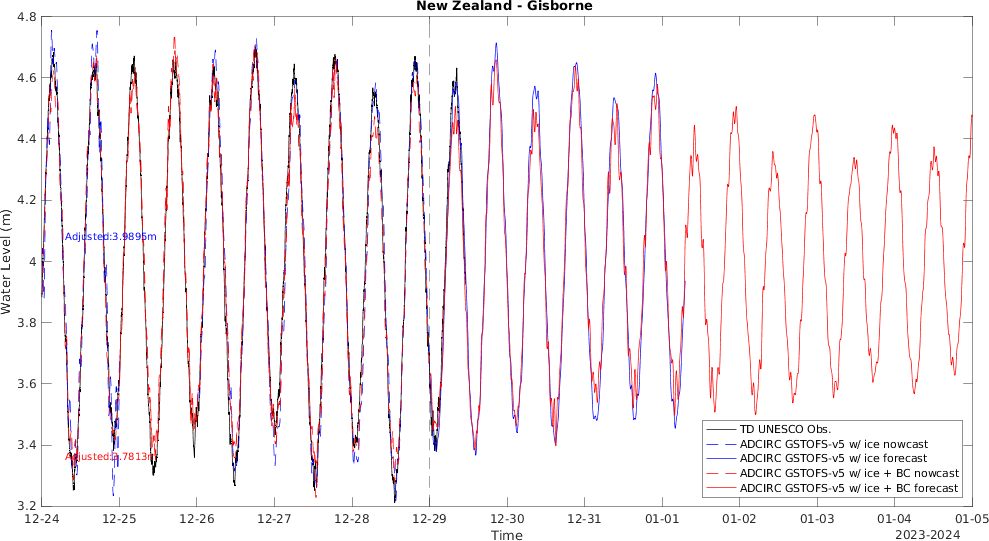 New Zealand - Gisborne
4.8
4.6
4.4
4.2
4
3.8
3.6
3.4
3.2
Water Level (m)
Adjusted:3.9895m
Adjusted:3.7813m
TD UNESCO Obs.
ADCIRC GSTOFS-v5 w/ ice nowcast
ADCIRC GSTOFS-v5 w/ ice forecast
ADCIRC GSTOFS-v5 w/ ice + BC nowcast
ADCIRC GSTOFS-v5 w/ ice + BC forecast
12-24 12-25 12-26 12-27 12-28 12-29 12-30 12-31 01-01 01-02 01-03 01-04 01-05
Time
2023-2024